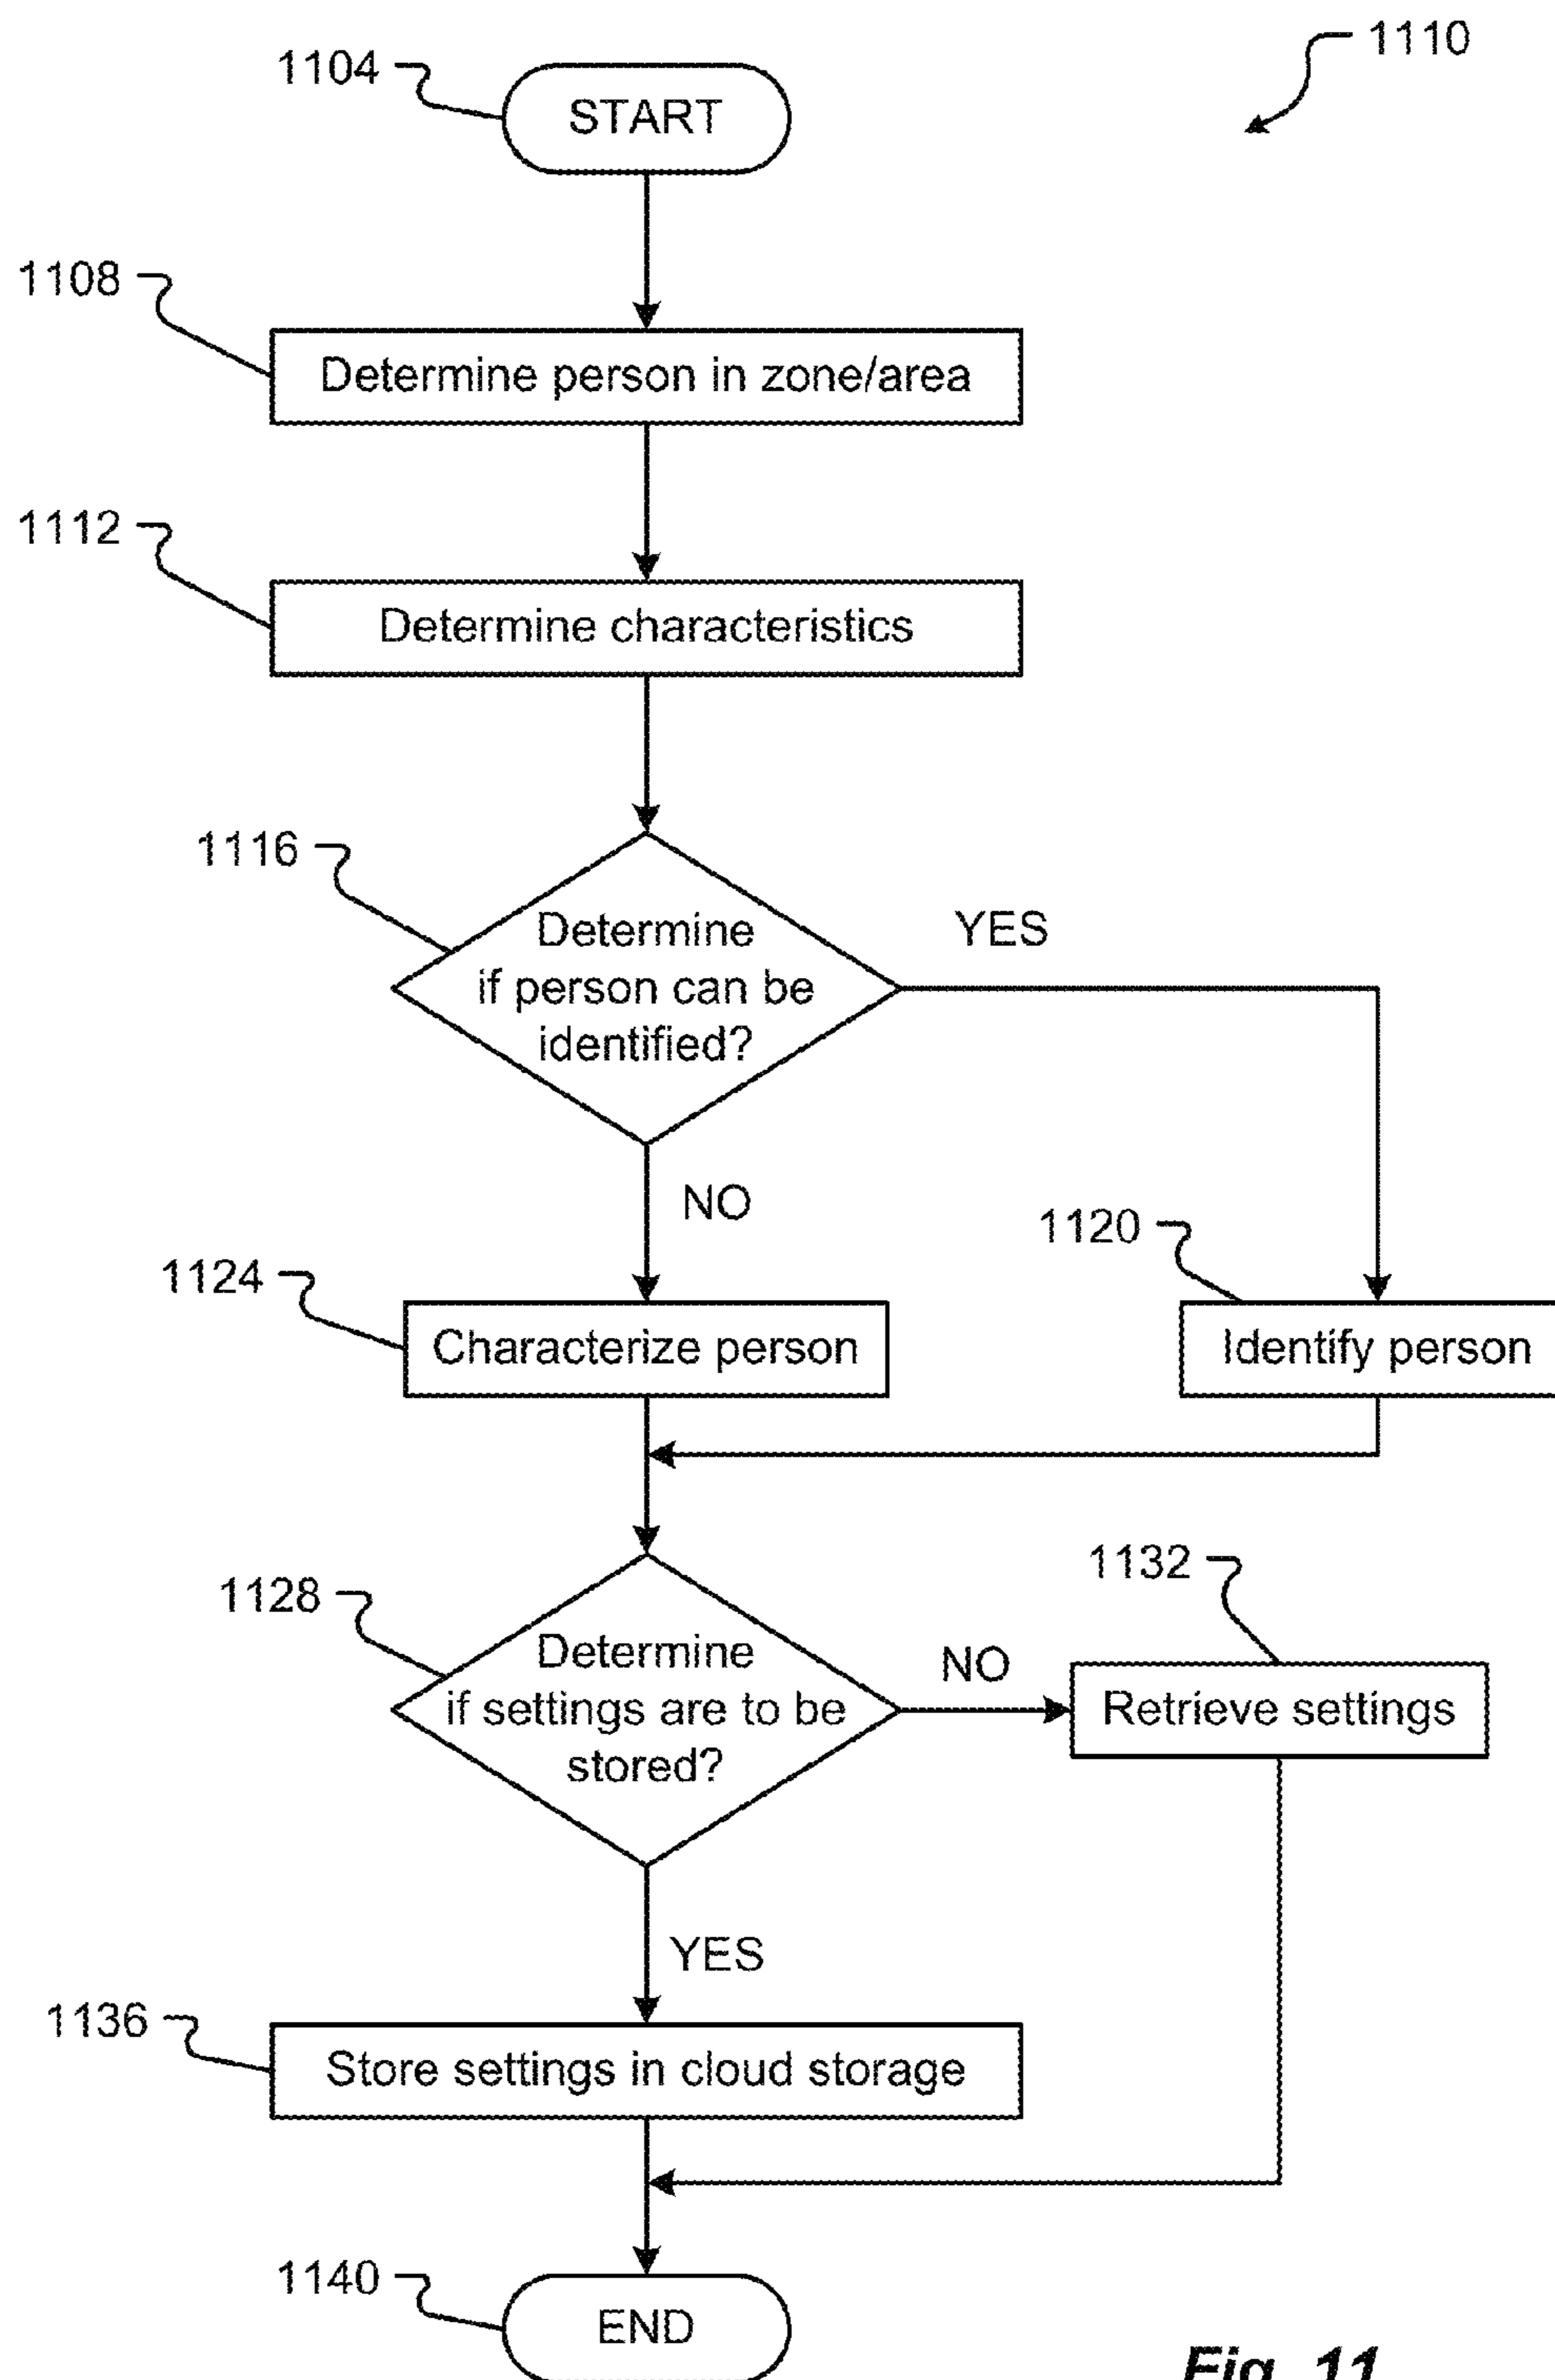 1110
1104
START
1108
Determine person in zone/area
1112
Determine characteristics
1116
Determine
if person can be
identified?
YES
NO
1120
1124
Characterize person
Identify person
1128
1132
Determine
if settings are to be
stored?
NO
Retrieve settings
YES
1136
Store settings in cloud storage
1140
END
Fig. 11